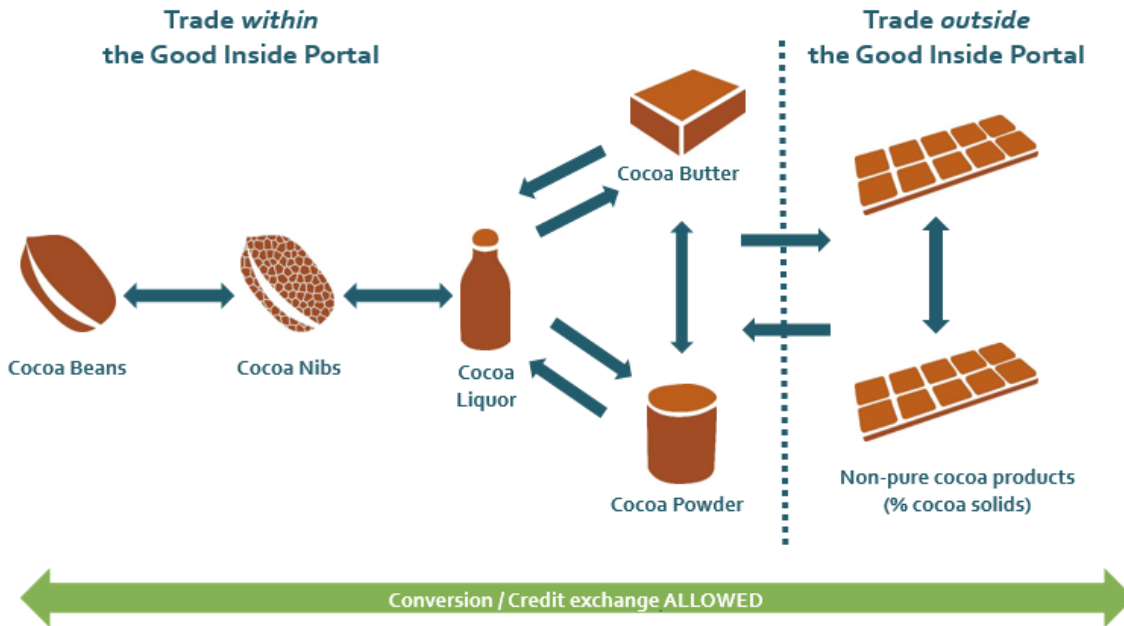 Trade within
the Good Inside Portal
Trade outside
the Good Inside Portal
Cocoa Butter
Cocoa Beans
Cocoa Nibs
Cocoa
Liquor
Cocoa Powder
Non-pure cocoa products
(% cocoa solids)
Conversion / Credit exchange ALLOWED